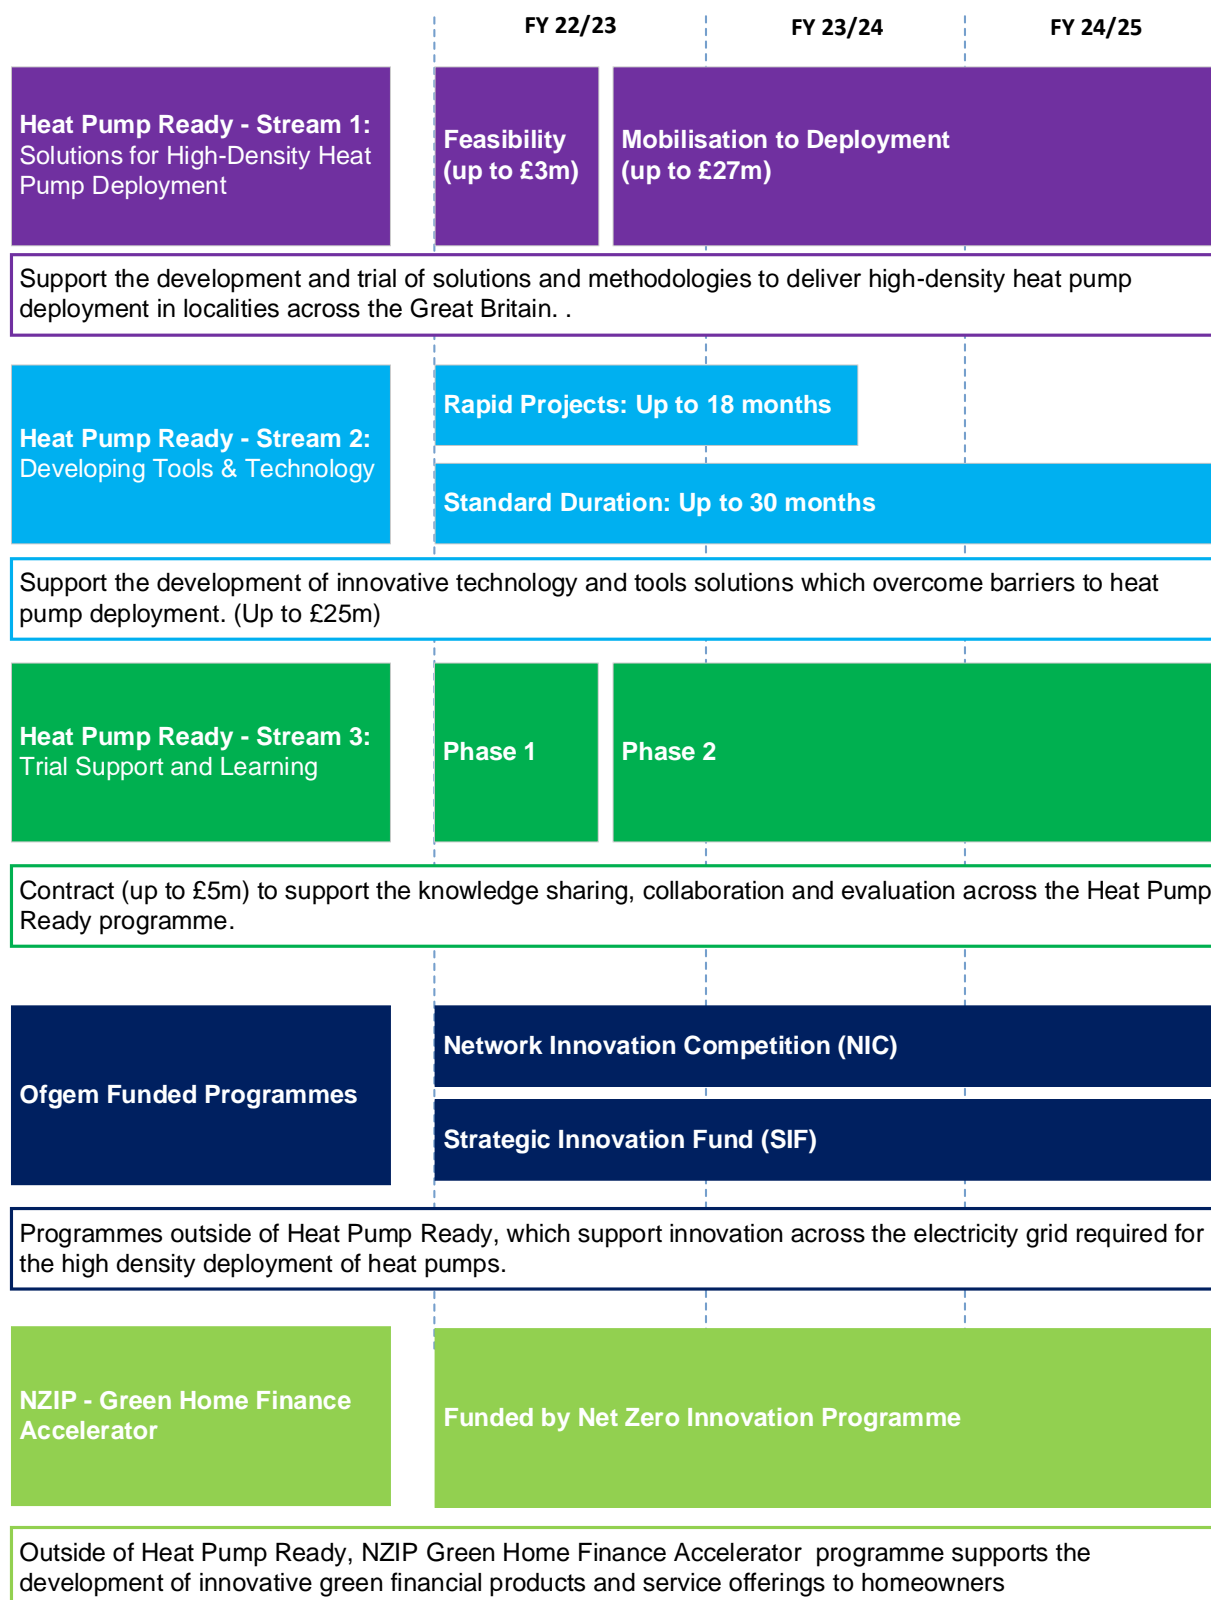 FY 22/23
FY 23/24
FY 24/25
Heat Pump Ready - Stream 1:
Solutions for High-Density Heat
Pump Deployment
Feasibility
(up to £3m)
Mobilisation to Deployment
(up to £27m)
Support the development and trial of solutions and methodologies to deliver high-density heat pump
deployment in localities across the Great Britain. .
Heat Pump Ready - Stream 2:
Developing Tools & Technology
Rapid Projects: Up to 18 months
Standard Duration: Up to 30 months
Support the development of innovative technology and tools solutions which overcome barriers to heat
pump deployment. (Up to £25m)
Heat Pump Ready - Stream 3:
Trial Support and Learning
Phase 1
Phase 2
Contract (up to £5m) to support the knowledge sharing, collaboration and evaluation across the Heat Pump
Ready programme.
Ofgem Funded Programmes
Network Innovation Competition (NIC)
Strategic Innovation Fund (SIF)
Programmes outside of Heat Pump Ready, which support innovation across the electricity grid required for
the high density deployment of heat pumps.
NZIP - Green Home Finance
Accelerator
Funded by Net Zero Innovation Programme
Outside of Heat Pump Ready, NZIP Green Home Finance Accelerator  programme supports the
development of innovative green financial products and service offerings to homeowners